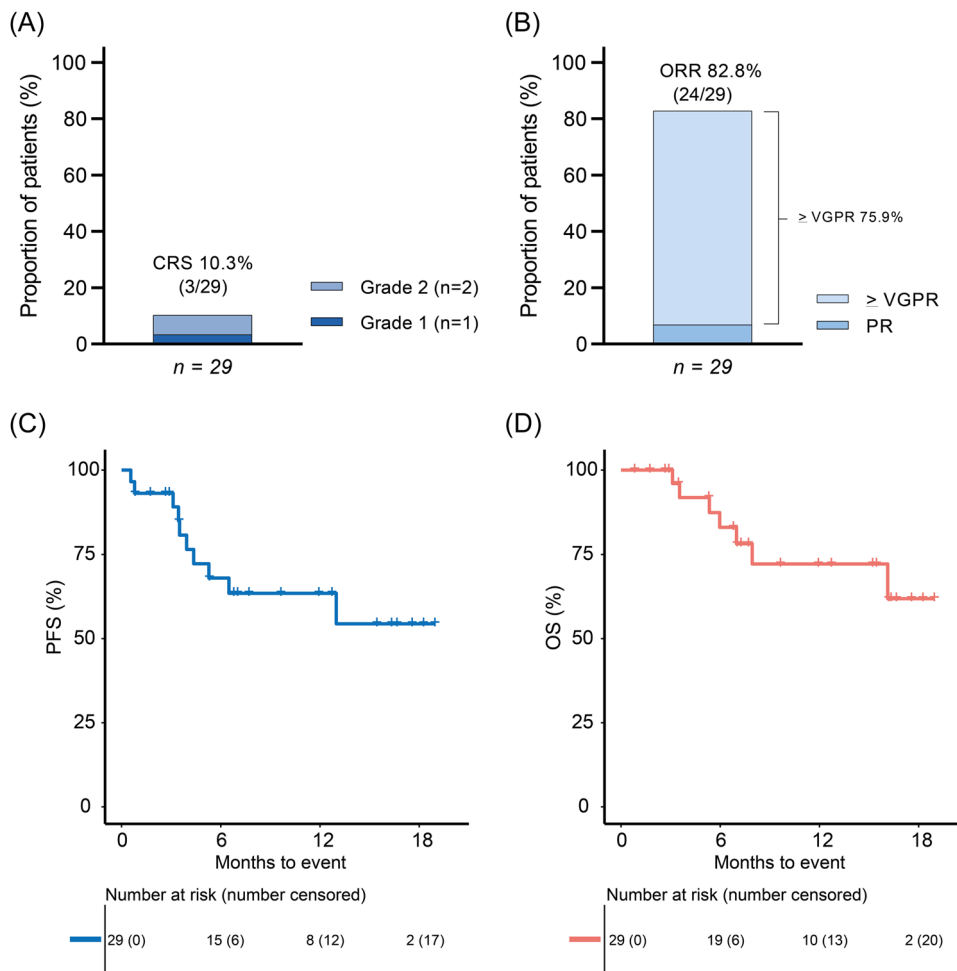 (A)
Proportion of patients (%)
100
80
60
40
20
0
CRS 10.3%
(3/29)
Grade 2 (n=2)
Grade 1 (n=1)
n = 29
(B)
Proportion of patients (%)
100
80
60
40
20
0
ORR 82.8%
(24/29)
≥ VGPR 75.9%
≥ VGPR
PR
n = 29
(C)
PFS (%)
100
75
50
25
0
0 6 12 18
Months to event
Number at risk (number censored)
29 (0) 15 (6) 8 (12) 2 (17)
(D)
OS (%)
100
75
50
25
0
0 6 12 18
Months to event
Number at risk (number censored)
29 (0) 19 (6) 10 (13) 2 (20)